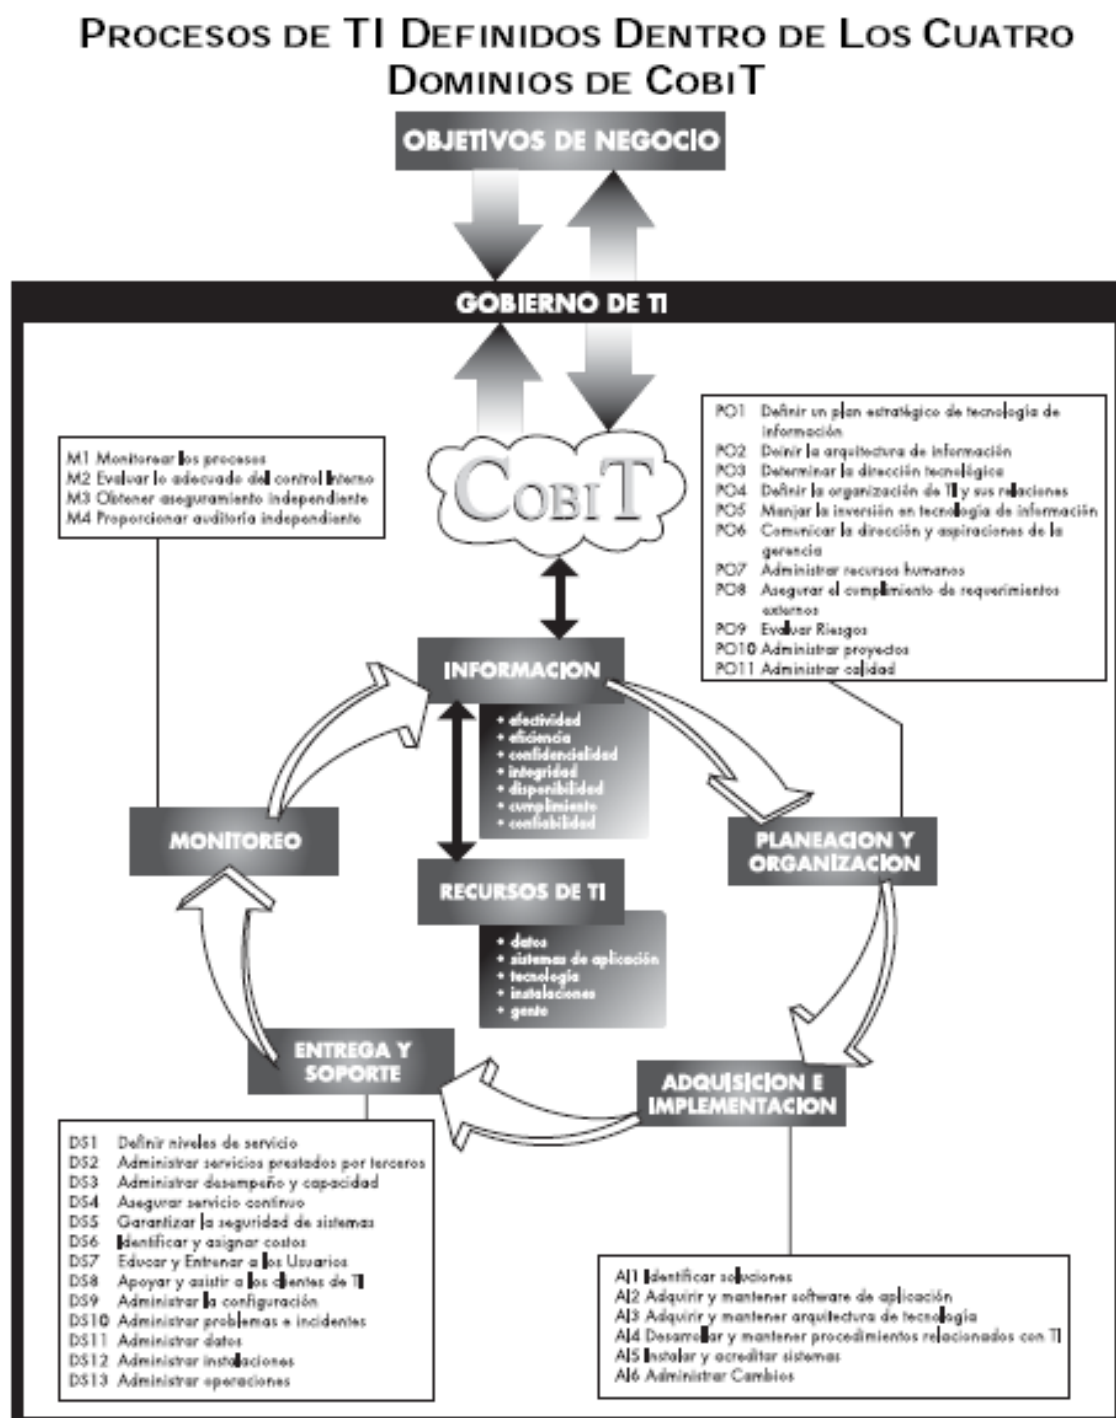 PROCESOS DE TI DEFINIDOS DENTRO DE LOS CUATRO
DOMINIOS DE COBIT
OBJETIVOS DE NEGOCIO
GOBIERNO DE TI
COBIT
M1 Monitorear los procesos
M2 Evaluar lo adecuado del control Interno
M3 Obtener aseguramiento independiente
M4 Proporcionar auditoría independiente
PO1 Definir un plan estratégico de tecnología de
información
PO2 Deinir la arquitectura de información
PO3 Determinar la dirección tecnológica
PO4 Definir la organización de TI y sus relaciones
PO5 Manjar la inversión en tecnología de información
PO6 Comunicar la dirección y aspiraciones de la
gerencia
PO7 Administrar recursos humanos
PO8 Asegurar el cumplimiento de requerimientos
externos
PO9 Evaluar Riesgos
PO10 Administrar proyectos
PO11 Administrar calidad
INFORMACION
+ efectividad
+ eficiencia
+ confidencialidad
+ integridad
+ disponibilidad
+ cumplimiento
+ confiabilidad
MONITOREO
PLANEACION Y
ORGANIZACION
RECURSOS DE TI
+ datos
+ sistemas de aplicación
+ tecnología
+ instalaciones
+ gente
ENTREGA Y
SOPORTE
ADQUISICION E
IMPLEMENTACION
DS1 Definir niveles de servicio
DS2 Administrar servicios prestados por terceros
DS3 Administrar desempeño y capacidad
DS4 Asegurar servicio continuo
DS5 Garantizar la seguridad de sistemas
DS6 Identificar y asignar costos
DS7 Educar y Entrenar a los Usuarios
DS8 Apoyar y asistir a los clientes de TI
DS9 Administrar la configuración
DS10 Administrar problemas e incidentes
DS11 Administrar datos
DS12 Administrar instalaciones
DS13 Administrar operaciones
AI1 Identificar soluciones
AI2 Adquirir y mantener software de aplicación
AI3 Adquirir y mantener arquitectura de tecnología
AI4 Desarrollar y mantener procedimientos relacionados con TI
AI5 Instalar y acreditar sistemas
AI6 Administrar Cambios